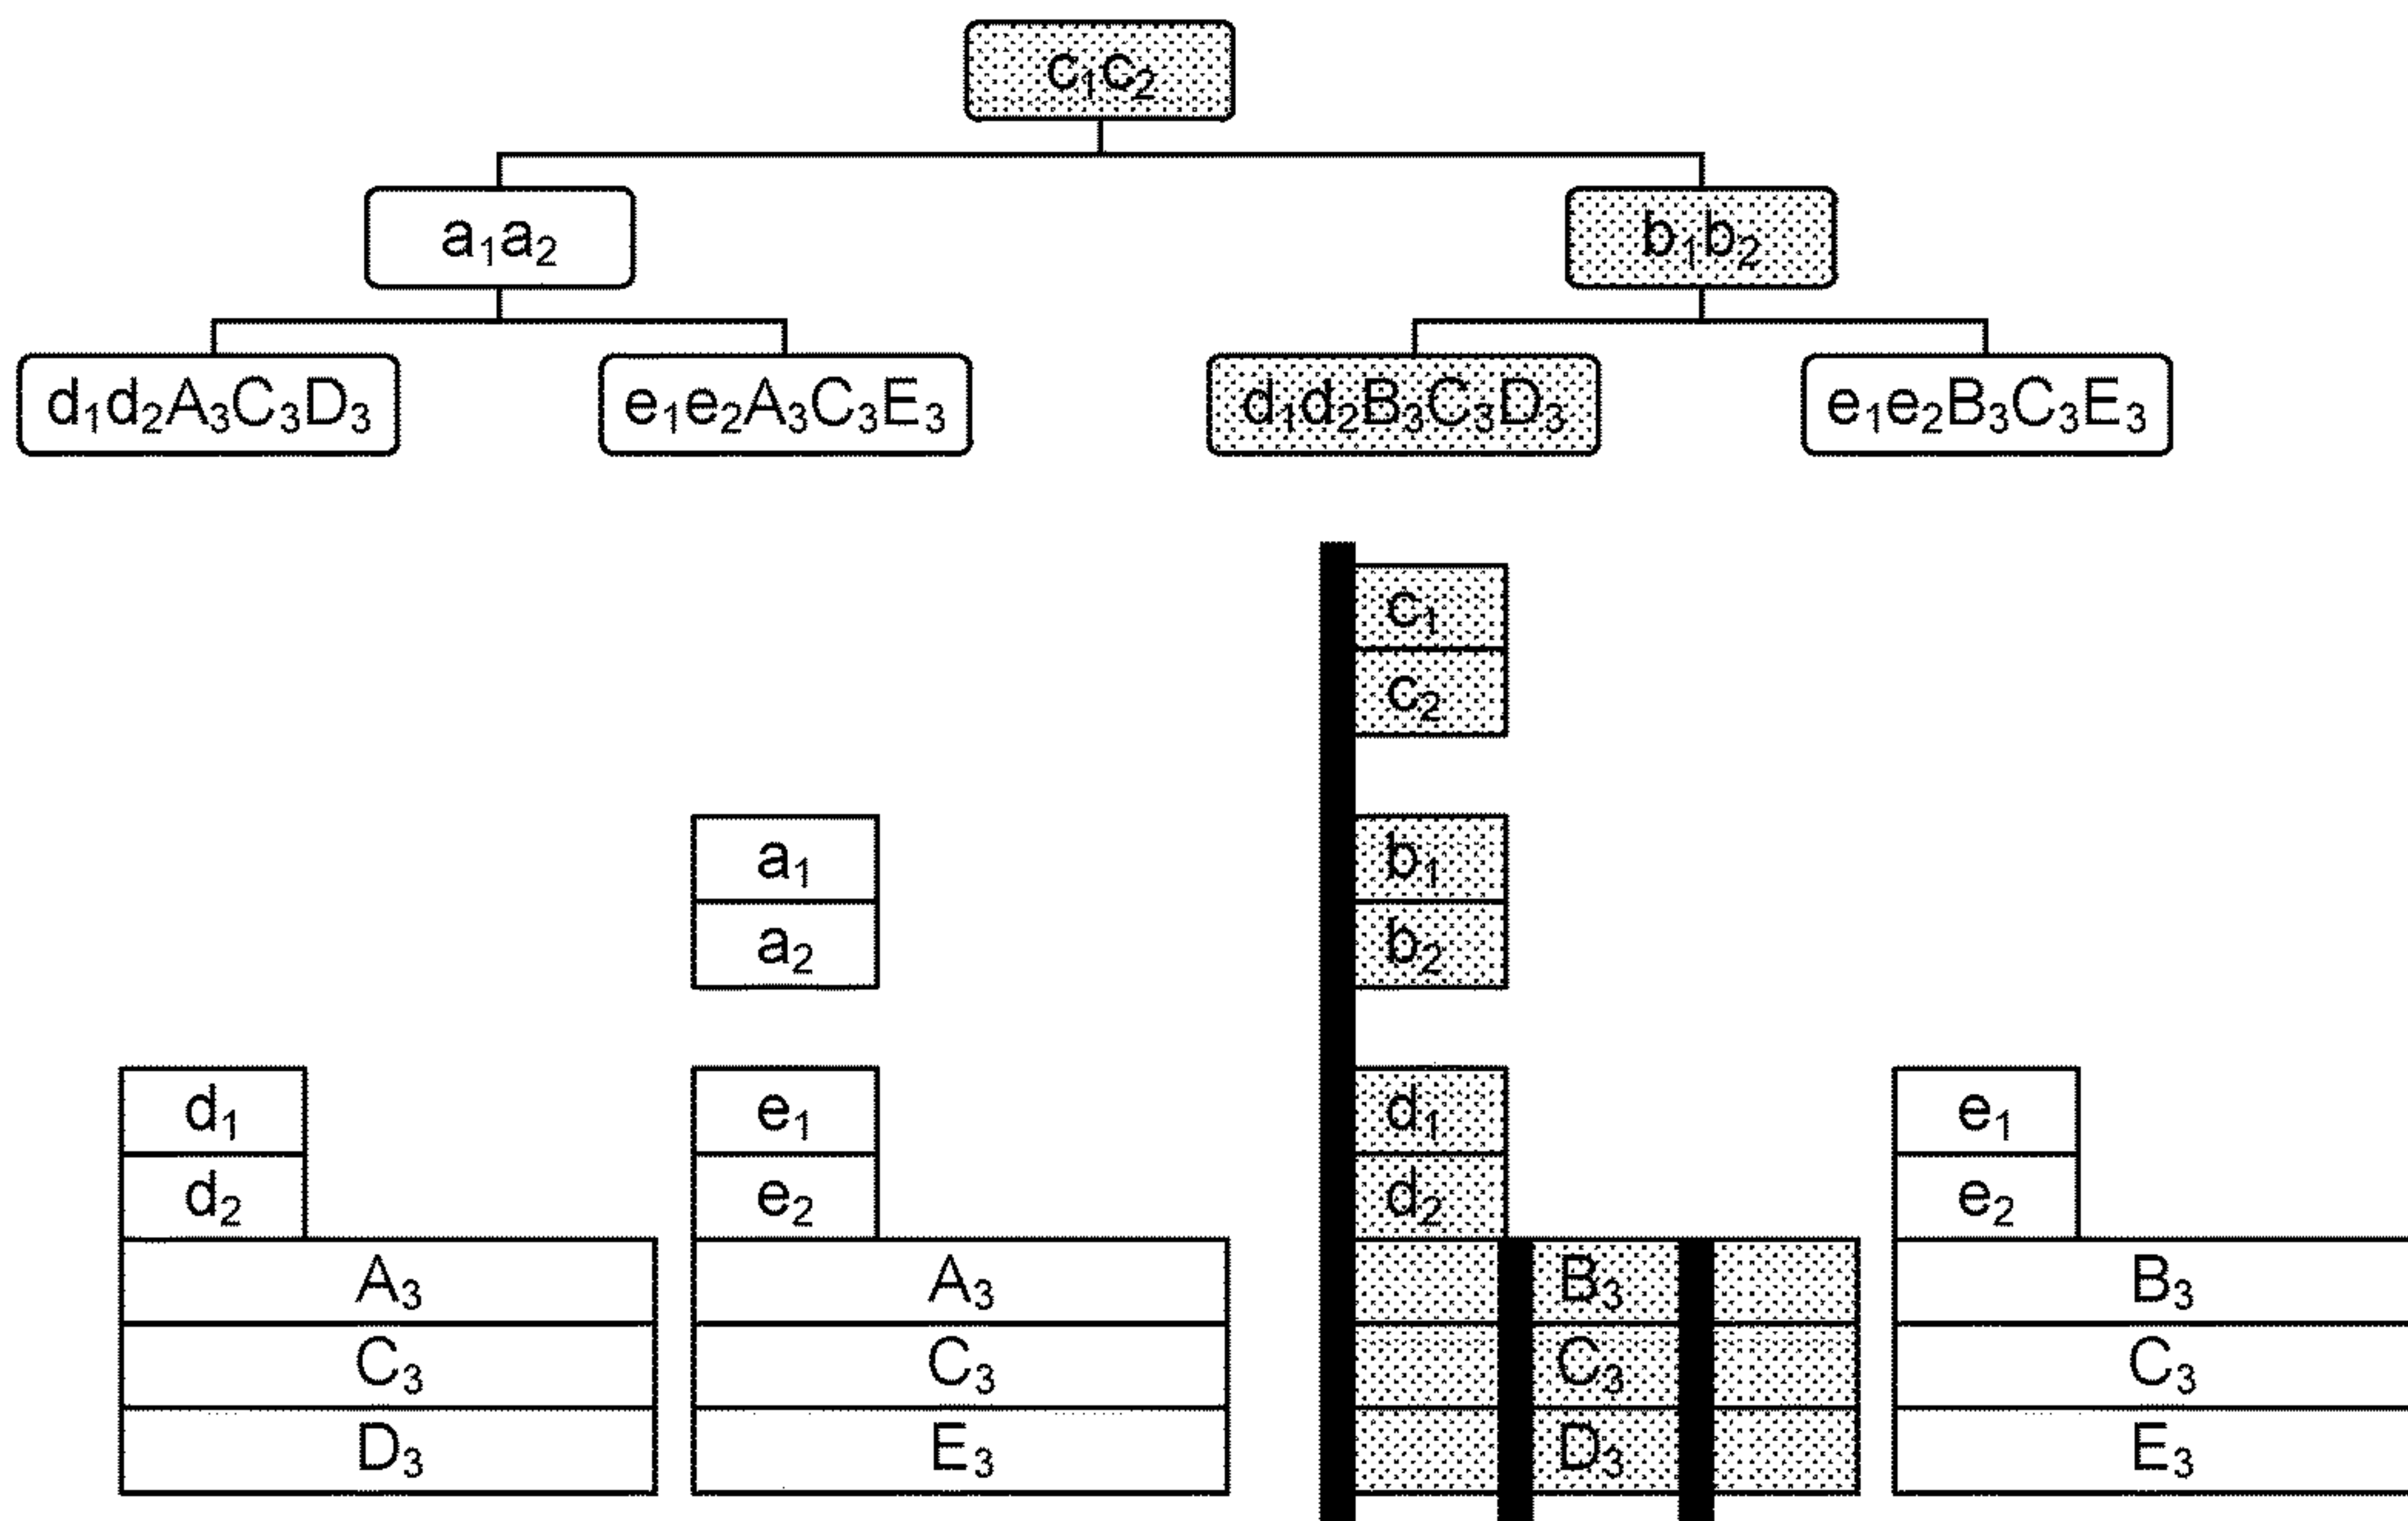 c₁c₂
a₁a₂ b₁b₂
d₁d₂A₃C₃D₃ e₁e₂A₃C₃E₃ d₁d₂B₃C₃D₃ e₁e₂B₃C₃E₃
c₁
c₂
a₁ b₁
a₂ b₂
d₁ e₁ d₁ e₁
d₂ e₂ d₂ e₂
A₃ A₃ B₃ B₃
C₃ C₃ C₃ C₃
D₃ E₃ D₃ E₃